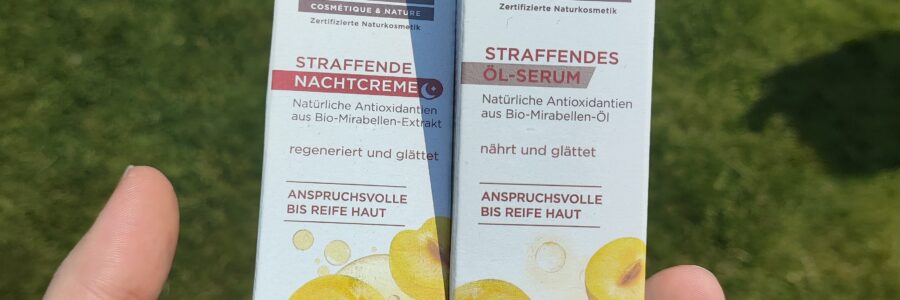 COSMÉTIQUE & NATURE
Zertifizierte Naturkosmetik
STRAFFENDE
NACHTCREME
Natürliche Antioxidantien
aus Bio-Mirabellen-Extrakt
regeneriert und glättet
ANSPRUCHSVOLLE
BIS REIFE HAUT
Zertifizierte Naturkosmetik
STRAFFENDES
ÖL-SERUM
Natürliche Antioxidantien
aus Bio-Mirabellen-Öl
nährt und glättet
ANSPRUCHSVOLLE
BIS REIFE HAUT